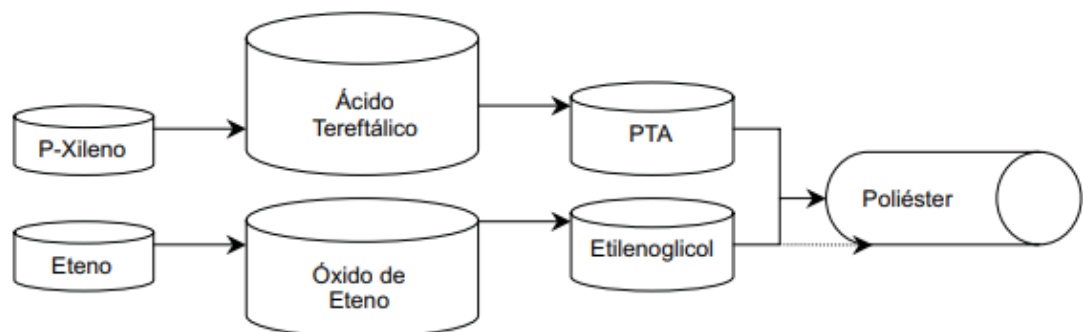 P-Xileno
Ácido
Tereftálico
PTA
Poliéster
Eteno
Óxido de
Eteno
Etilenoglicol